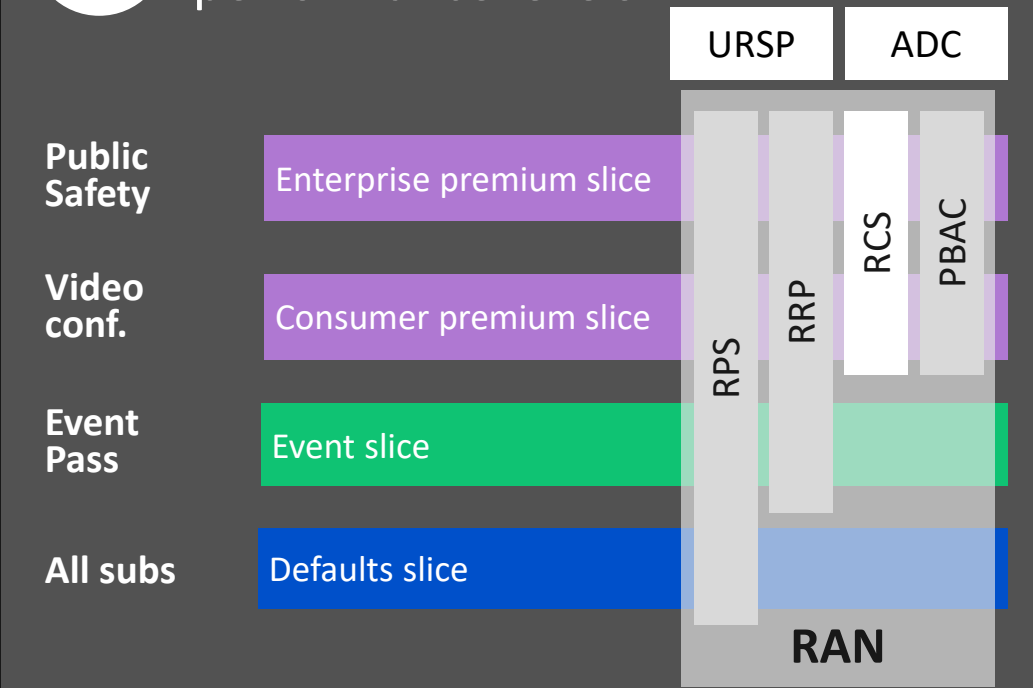 URSP
ADC
Public
Safety
Enterprise premium slice
Video
conf.
Consumer premium slice
Event
Pass
Event slice
All subs
Defaults slice
RPS
RRP
RCS
PBAC
RAN